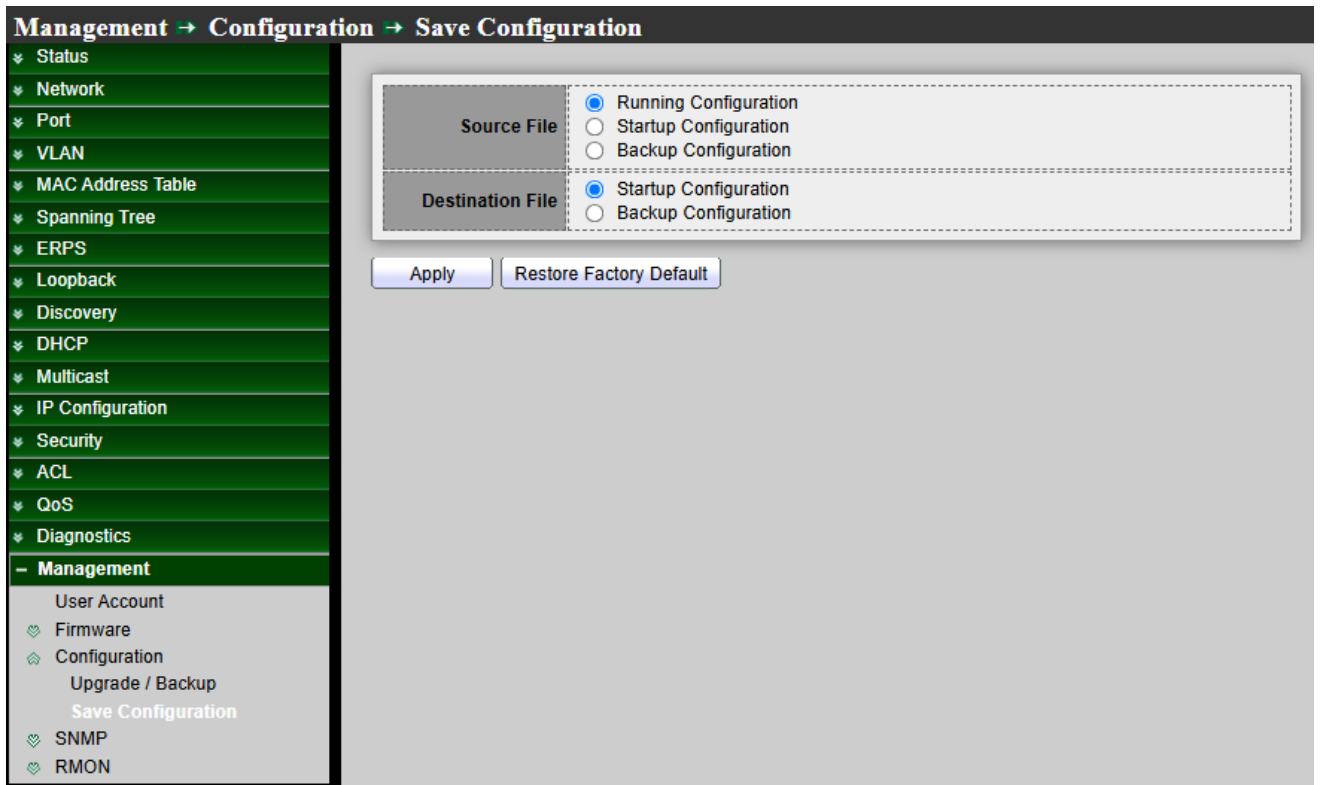 Management → Configuration → Save Configuration
Status
Network
Port
VLAN
MAC Address Table
Spanning Tree
ERPS
Loopback
Discovery
DHCP
Multicast
IP Configuration
Security
ACL
QoS
Diagnostics
Management
User Account
Firmware
Configuration
Upgrade / Backup
Save Configuration
SNMP
RMON
Source File
Running Configuration
Startup Configuration
Backup Configuration
Destination File
Startup Configuration
Backup Configuration
Apply Restore Factory Default